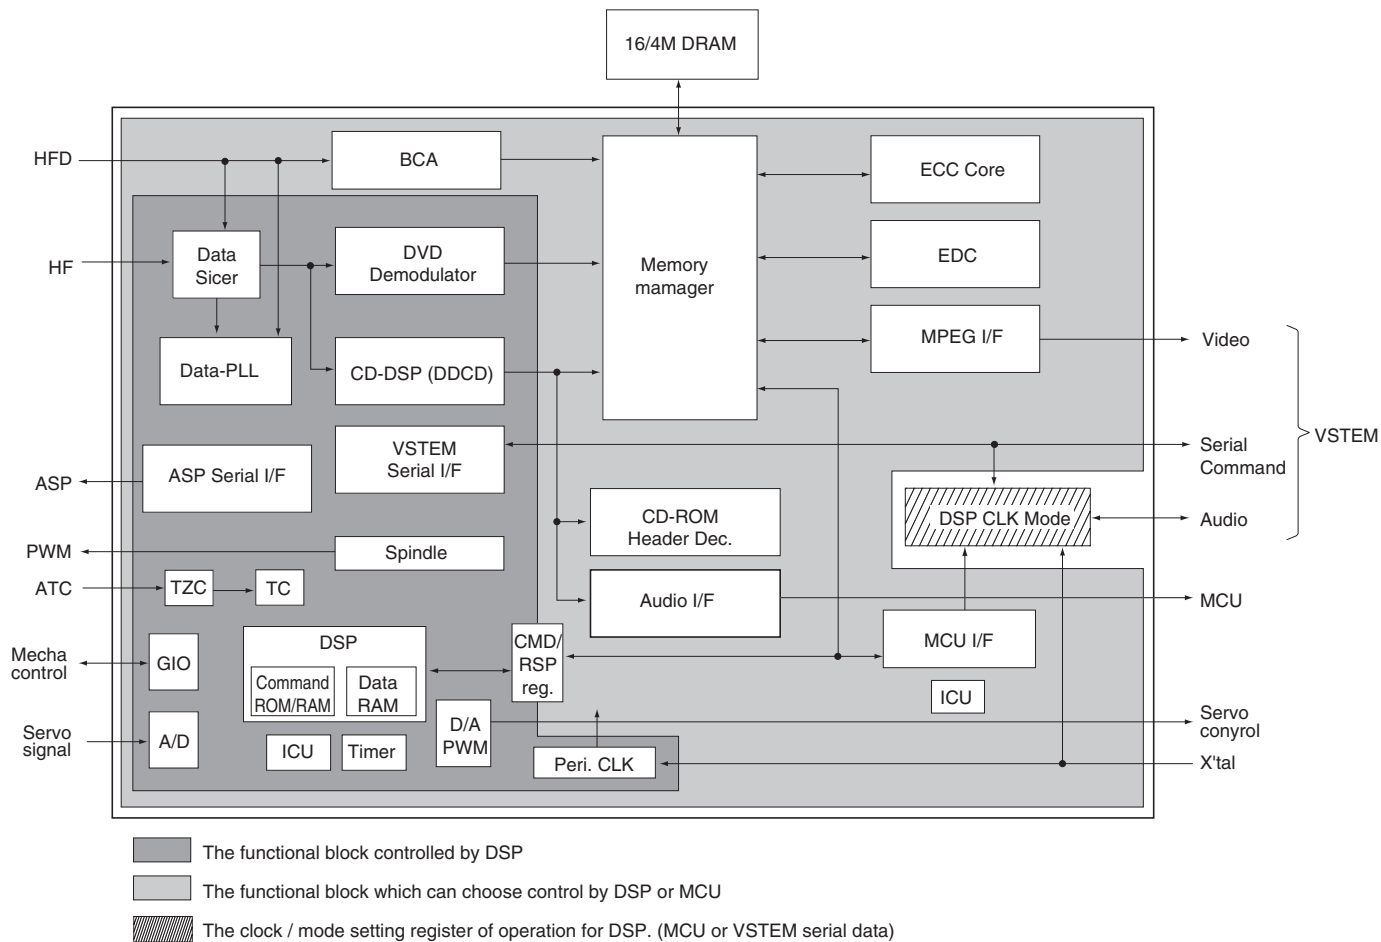 16/4M DRAM
HFD
BCA
ECC Core
HF
Data
Sicer
DVD
Demodulator
Memory
mamager
EDC
MPEG I/F
Video
Data-PLL
CD-DSP (DDCD)
VSTEM
Serial I/F
Serial
Command
VSTEM
ASP
ASP Serial I/F
CD-ROM
Header Dec.
DSP CLK Mode
Audio
PWM
Spindle
ATC
TZC
TC
Audio I/F
MCU
Mecha
control
GIO
DSP
Command
ROM/RAM
Data
RAM
CMD/
RSP
reg.
MCU I/F
ICU
Servo
signal
A/D
ICU
Timer
D/A
PWM
Peri. CLK
Servo
conyrol
X'tal
The functional block controlled by DSP
The functional block which can choose control by DSP or MCU
The clock / mode setting register of operation for DSP. (MCU or VSTEM serial data)